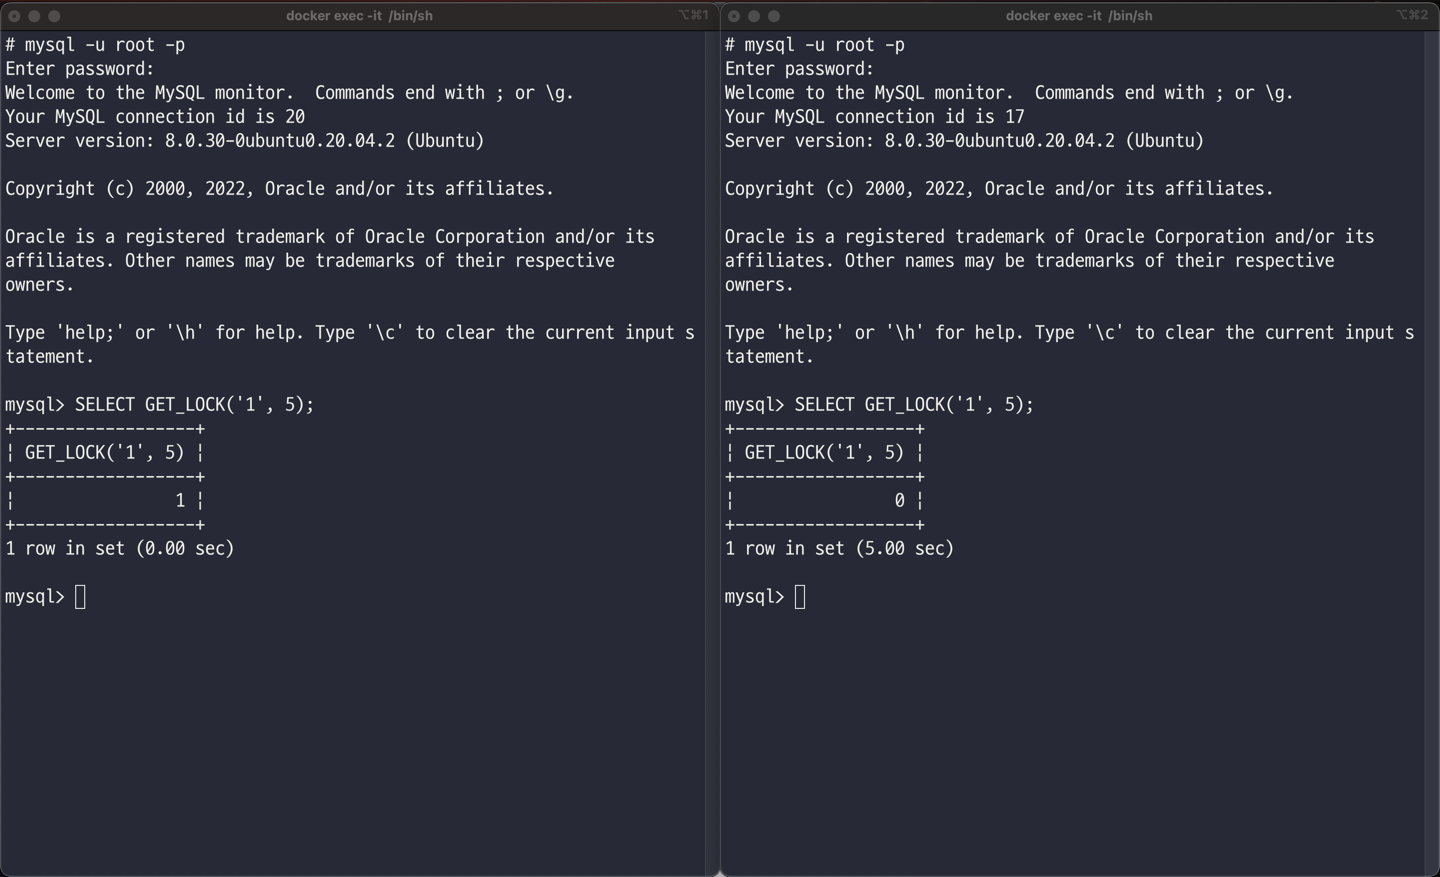 docker exec -it /bin/sh
⌥⌘1
# mysql -u root -p
Enter password:
Welcome to the MySQL monitor.  Commands end with ; or \g.
Your MySQL connection id is 20
Server version: 8.0.30-0ubuntu0.20.04.2 (Ubuntu)
Copyright (c) 2000, 2022, Oracle and/or its affiliates.
Oracle is a registered trademark of Oracle Corporation and/or its
affiliates. Other names may be trademarks of their respective
owners.
Type 'help;' or '\h' for help. Type '\c' to clear the current input s
tatement.
mysql> SELECT GET_LOCK('1', 5);
+------------------+
¦ GET_LOCK('1', 5) ¦
+------------------+
¦                1 ¦
+------------------+
1 row in set (0.00 sec)
mysql>
docker exec -it /bin/sh
⌥⌘2
# mysql -u root -p
Enter password:
Welcome to the MySQL monitor.  Commands end with ; or \g.
Your MySQL connection id is 17
Server version: 8.0.30-0ubuntu0.20.04.2 (Ubuntu)
Copyright (c) 2000, 2022, Oracle and/or its affiliates.
Oracle is a registered trademark of Oracle Corporation and/or its
affiliates. Other names may be trademarks of their respective
owners.
Type 'help;' or '\h' for help. Type '\c' to clear the current input s
tatement.
mysql> SELECT GET_LOCK('1', 5);
+------------------+
¦ GET_LOCK('1', 5) ¦
+------------------+
¦                0 ¦
+------------------+
1 row in set (5.00 sec)
mysql>